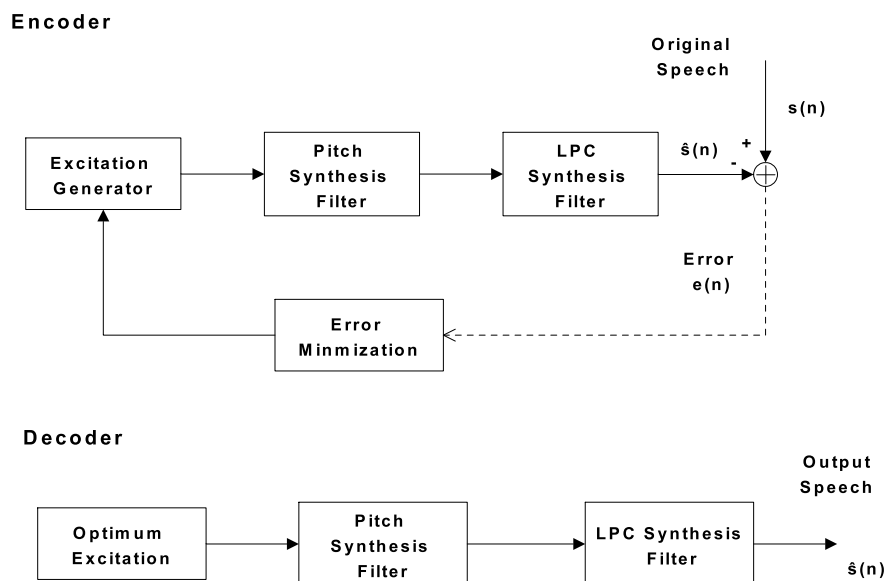 Encoder
Original
Speech
s(n)
+
-
ŝ(n)
Excitation
Generator
Pitch
Synthesis
Filter
LPC
Synthesis
Filter
Error
e(n)
Error
Minmization
Decoder
Output
Speech
Optimum
Excitation
Pitch
Synthesis
Filter
LPC Synthesis
Filter
ŝ(n)